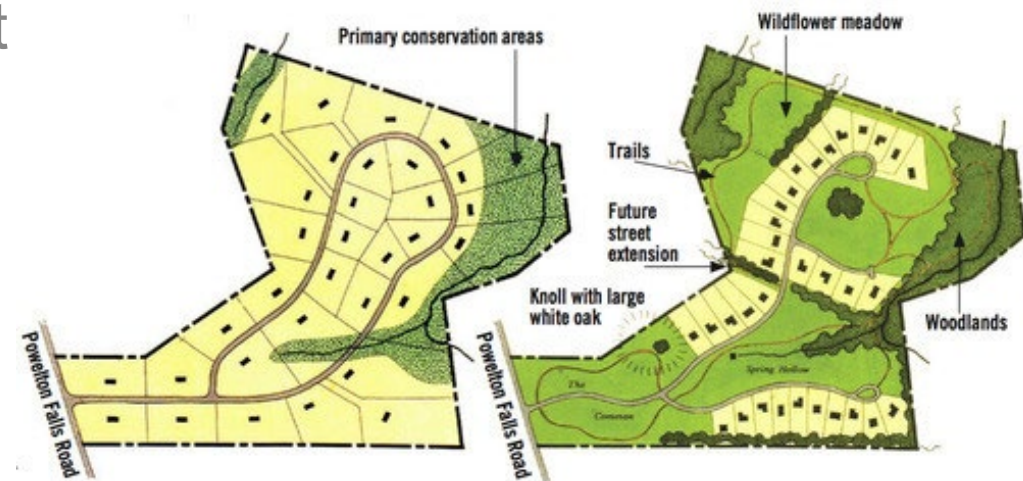 t
Primary conservation areas
Powelton Falls Road
Wildflower meadow
Trails
Future
street
extension
Knoll with large
white oak
Woodlands
The
Common
Spring Hollow
Powelton Falls Road